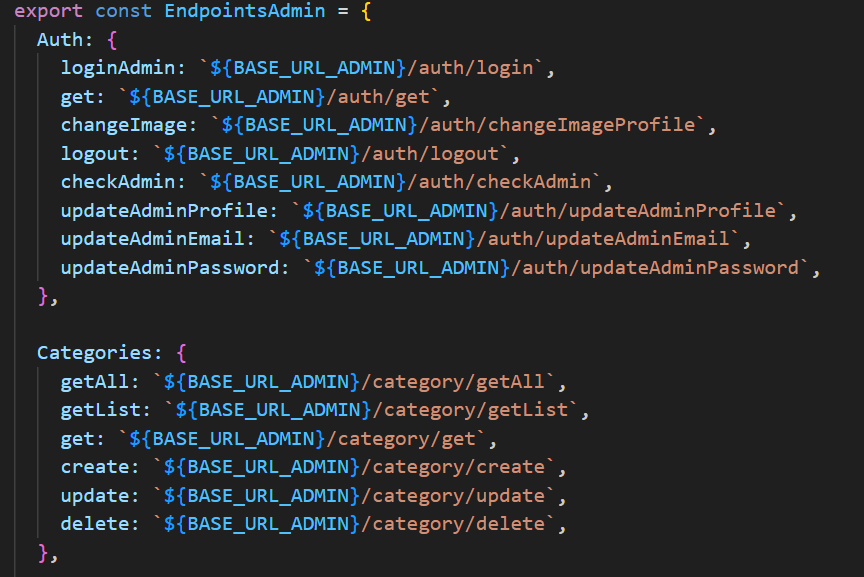 export const EndpointsAdmin = {
  Auth: {
    loginAdmin: `${BASE_URL_ADMIN}/auth/login`,
    get: `${BASE_URL_ADMIN}/auth/get`,
    changeImage: `${BASE_URL_ADMIN}/auth/changeImageProfile`,
    logout: `${BASE_URL_ADMIN}/auth/logout`,
    checkAdmin: `${BASE_URL_ADMIN}/auth/checkAdmin`,
    updateAdminProfile: `${BASE_URL_ADMIN}/auth/updateAdminProfile`,
    updateAdminEmail: `${BASE_URL_ADMIN}/auth/updateAdminEmail`,
    updateAdminPassword: `${BASE_URL_ADMIN}/auth/updateAdminPassword`,
  },

  Categories: {
    getAll: `${BASE_URL_ADMIN}/category/getAll`,
    getList: `${BASE_URL_ADMIN}/category/getList`,
    get: `${BASE_URL_ADMIN}/category/get`,
    create: `${BASE_URL_ADMIN}/category/create`,
    update: `${BASE_URL_ADMIN}/category/update`,
    delete: `${BASE_URL_ADMIN}/category/delete`,
  },